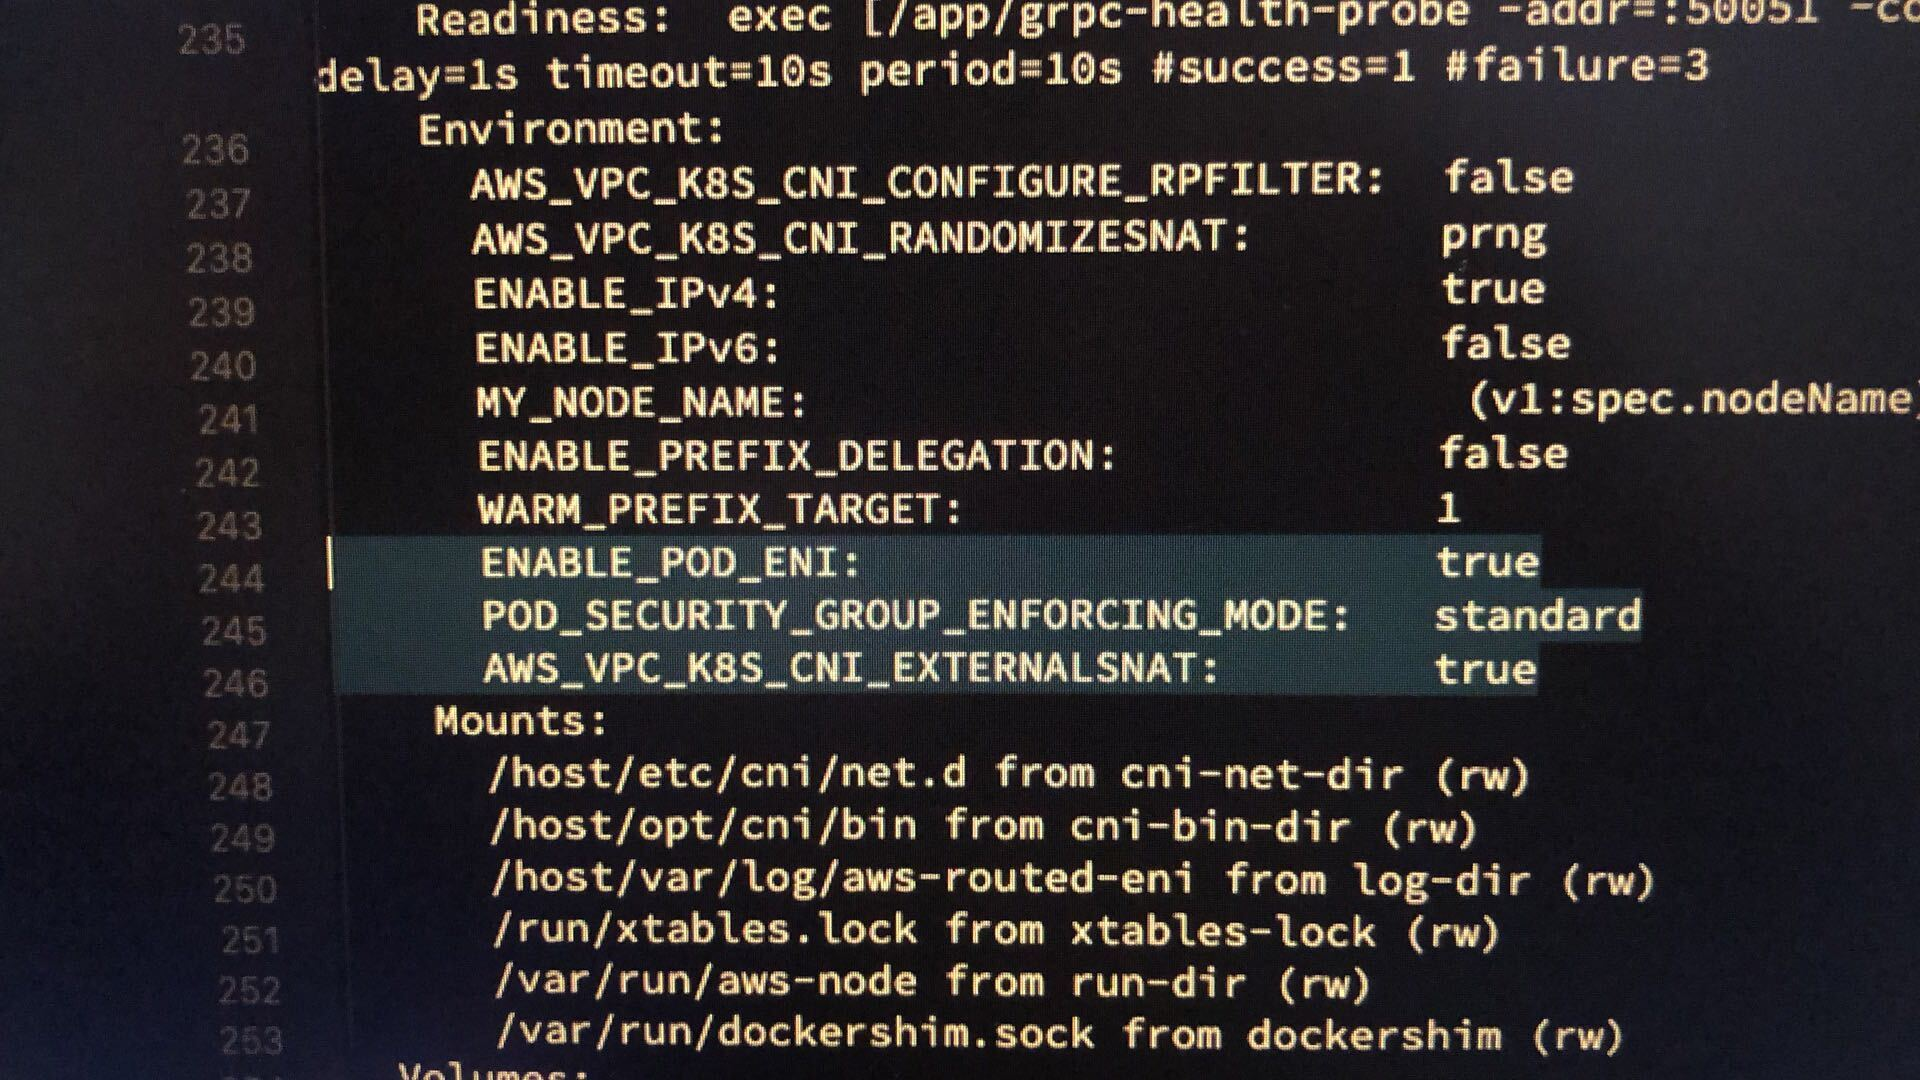 235 Readiness: exec [/app/grpc-health-probe -addr=:50051
delay=1s timeout=10s period=10s #success=1 #failure=3
236 Environment:
237 AWS_VPC_K8S_CNI_CONFIGURE_RPFILTER: false
238 AWS_VPC_K8S_CNI_RANDOMIZESNAT: prng
239 ENABLE_IPv4: true
240 ENABLE_IPv6: false
241 MY_NODE_NAME: (v1:spec.nodeName)
242 ENABLE_PREFIX_DELEGATION: false
243 WARM_PREFIX_TARGET: 1
244 ENABLE_POD_ENI: true
245 POD_SECURITY_GROUP_ENFORCING_MODE: standard
246 AWS_VPC_K8S_CNI_EXTERNALSNAT: true
247 Mounts:
248 /host/etc/cni/net.d from cni-net-dir (rw)
249 /host/opt/cni/bin from cni-bin-dir (rw)
250 /host/var/log/aws-routed-eni from log-dir (rw)
251 /run/xtables.lock from xtables-lock (rw)
252 /var/run/aws-node from run-dir (rw)
253 /var/run/dockershim.sock from dockershim (rw)
Volumes: